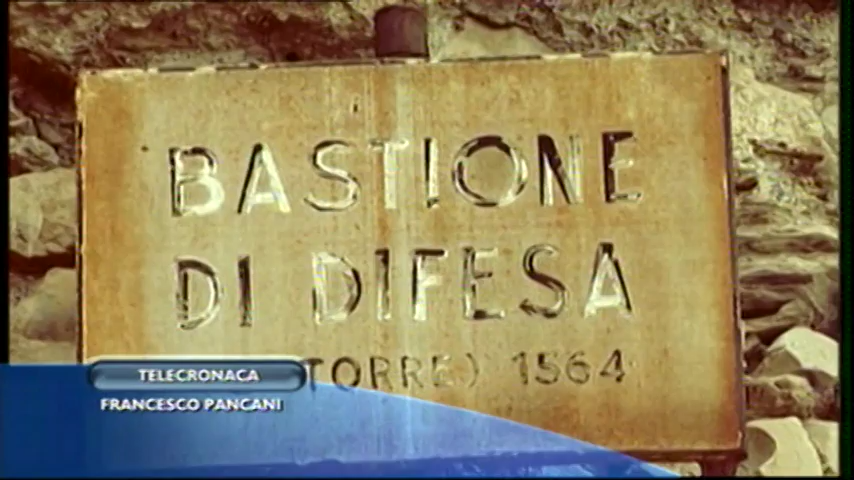 BASTIONE
DI DIFESA
TORRE) 1564
TELECRONACA
FRANCESCO PANCANI